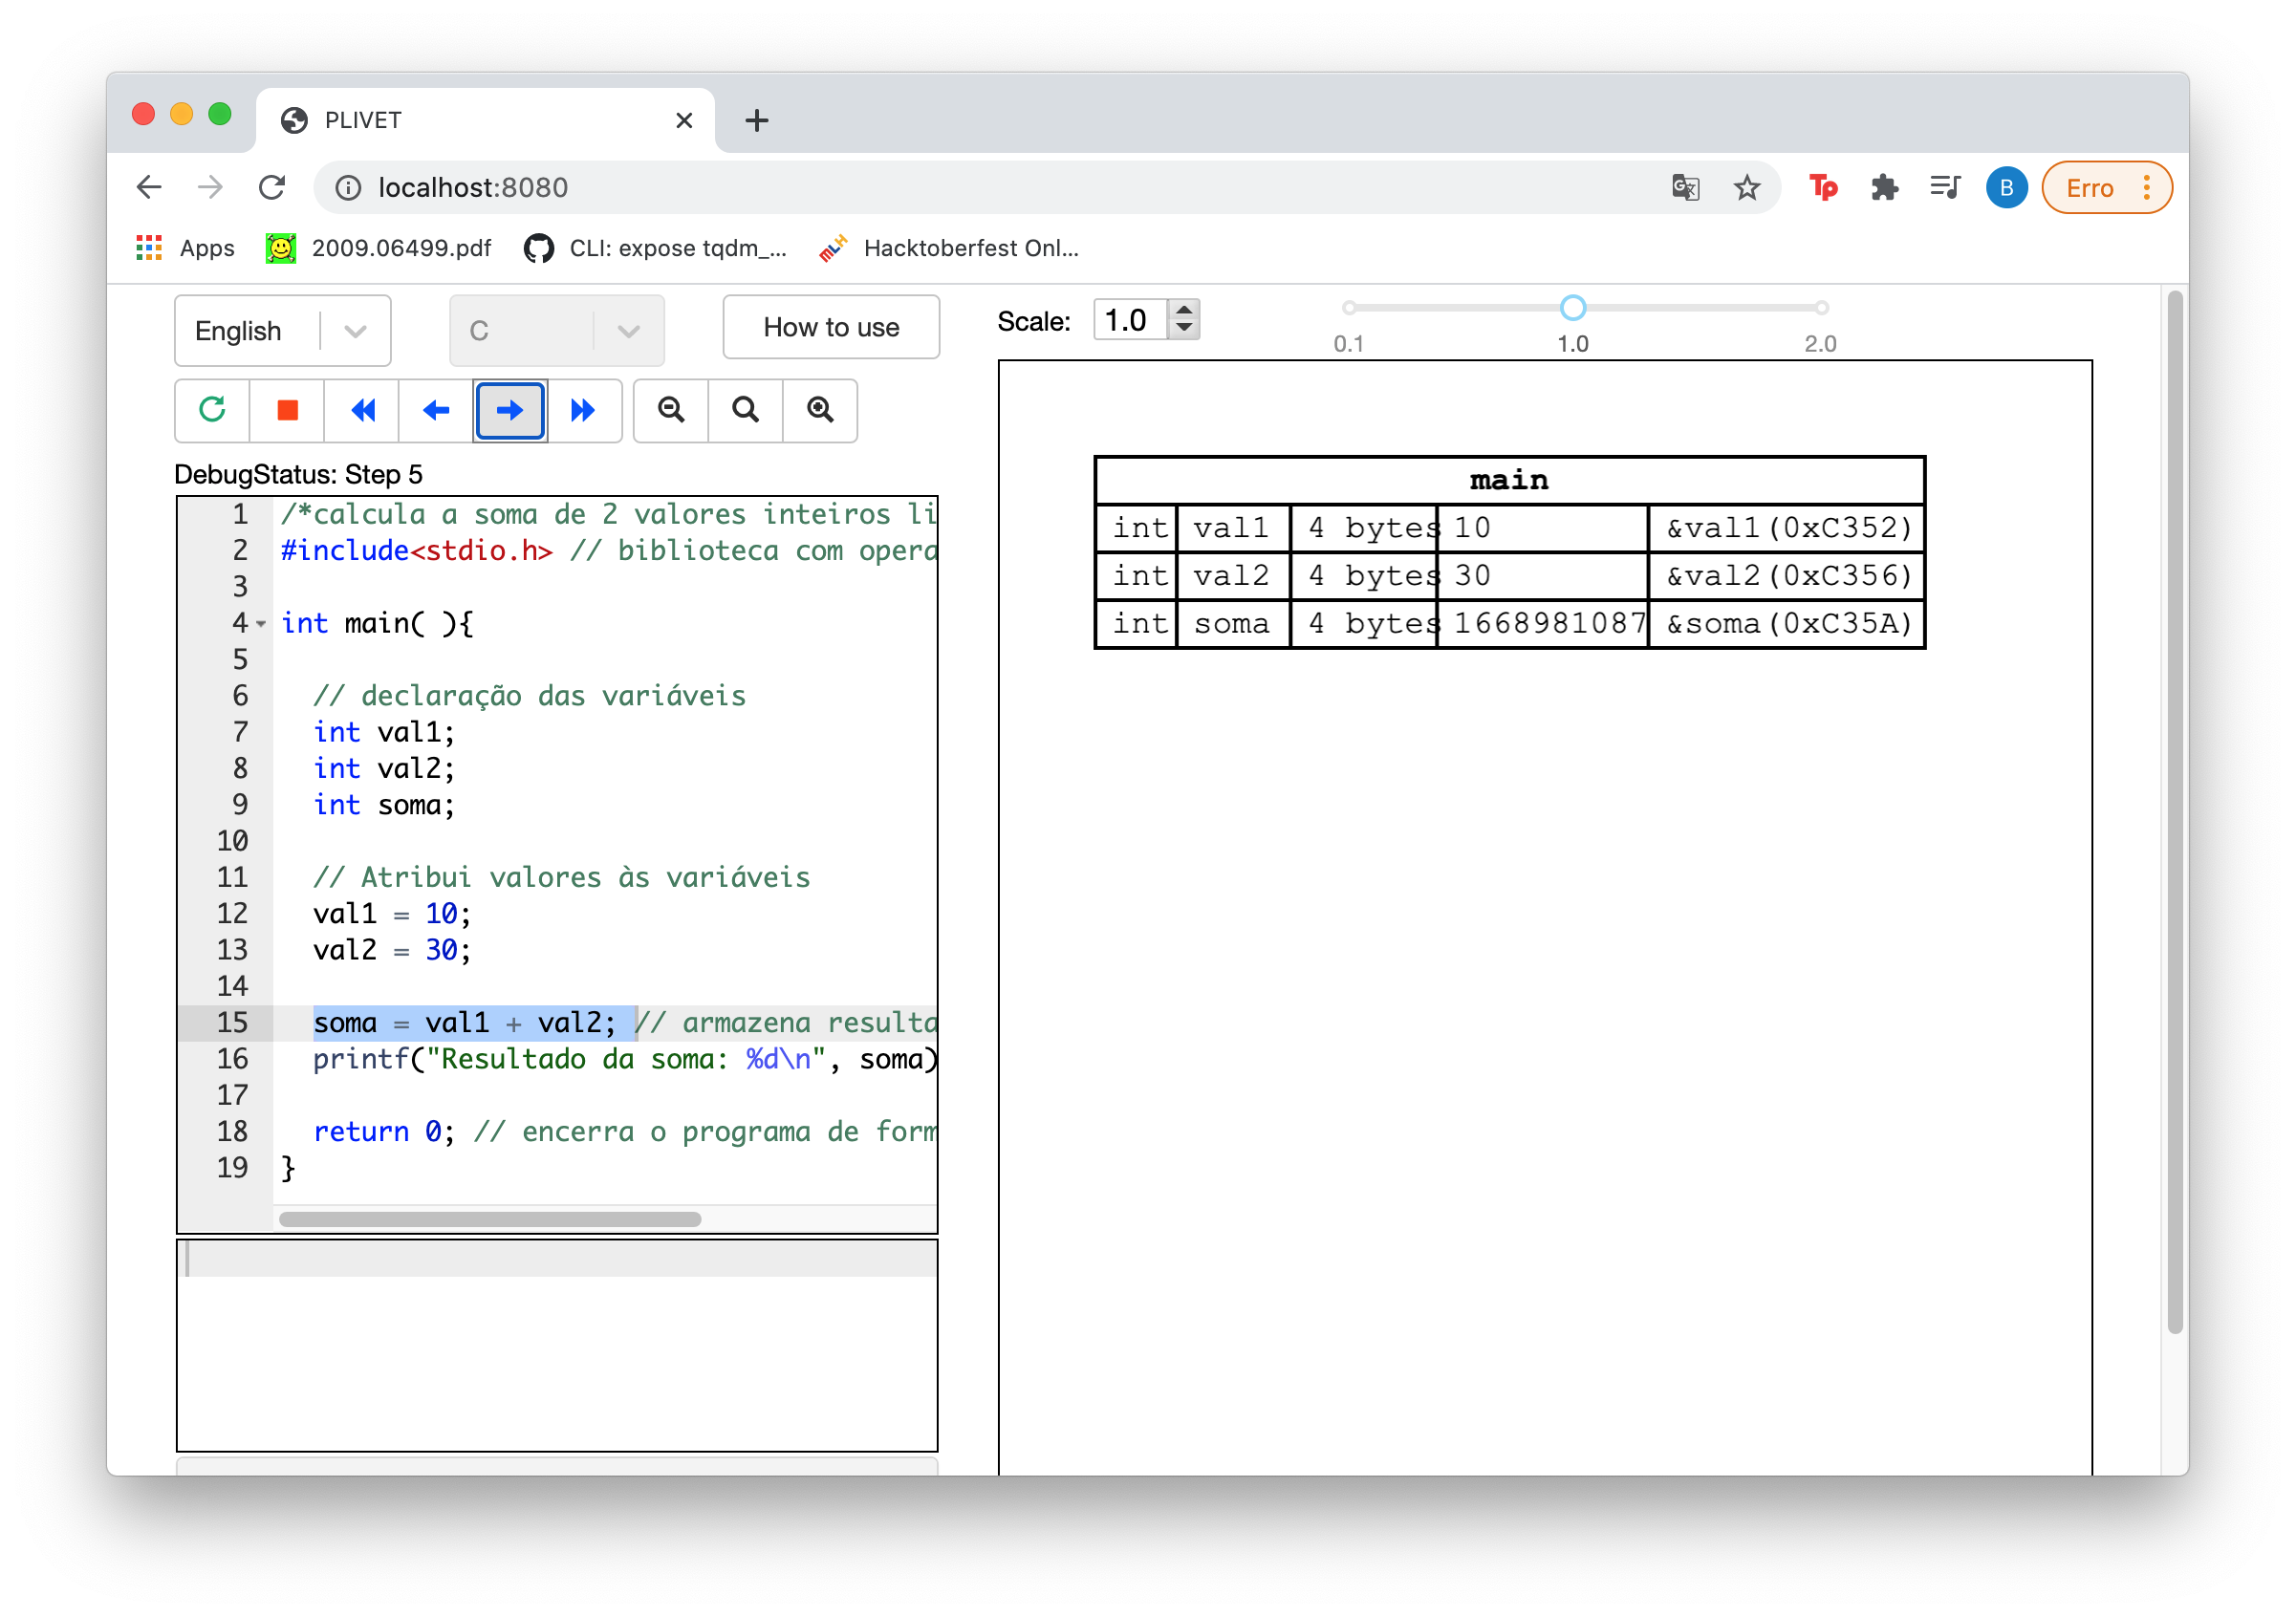 PLIVET
localhost:8080
B
Erro
Apps
2009.06499.pdf
CLI: expose tqdm_...
Hacktoberfest Onl...
English
C
How to use
Scale:
1.0
0.1
1.0
2.0
DebugStatus: Step 5
1 /*calcula a soma de 2 valores inteiros li
2 #include<stdio.h> // biblioteca com opera
3
4 int main( ){
5
6 // declaração das variáveis
7 int val1;
8 int val2;
9 int soma;
10
11 // Atribui valores às variáveis
12 val1 = 10;
13 val2 = 30;
14
15 soma = val1 + val2; // armazena resulta
16 printf("Resultado da soma: %d\n", soma)
17
18 return 0; // encerra o programa de form
19 }
main
int val1 4 bytes 10 &val1(0xC352)
int val2 4 bytes 30 &val2(0xC356)
int soma 4 bytes 1668981087 &soma(0xC35A)